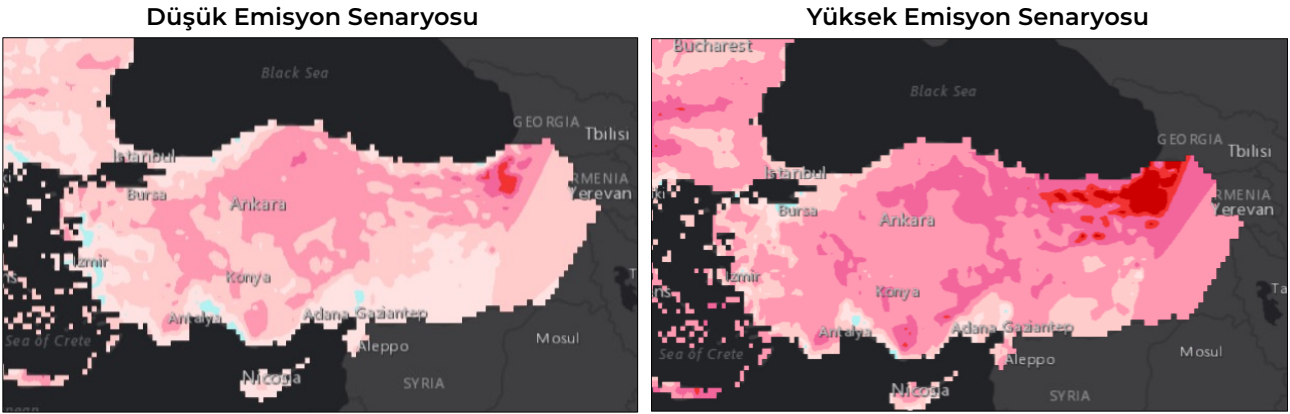 Düşük Emisyon Senaryosu
Black Sea
GEORGIA
Tbilisi
Istanbul
Bursa
RMENIA
Yerevan
Ankara
Izmir
Konya
Antalya
Adana Gaziantep
Sea of Crete
Aleppo
Mosul
Nicosia
SYRIA
Yüksek Emisyon Senaryosu
Bucharest
Black Sea
GEORGIA
Tbilisi
Istanbul
Bursa
RMENIA
Yerevan
Ankara
Izmir
Konya
Ta
Antalya
Adana Gaziantep
Sea of Crete
Aleppo
Mosul
Nicosia
SYRIA